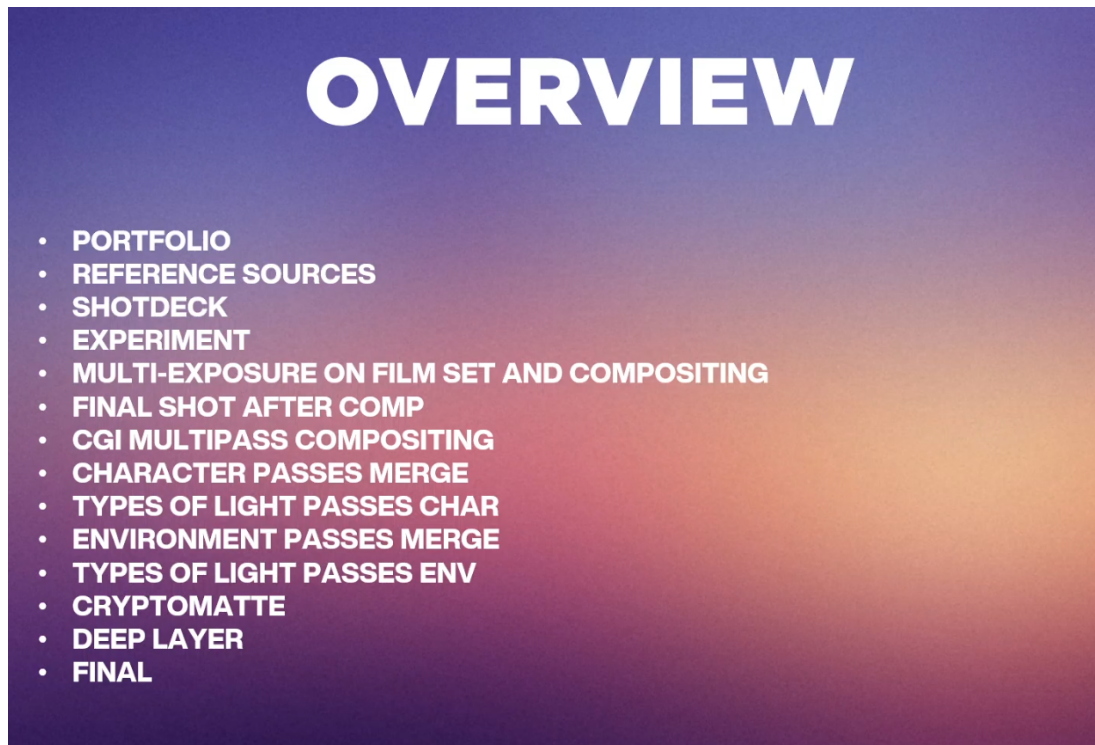 OVERVIEW
• PORTFOLIO
• REFERENCE SOURCES
• SHOTDECK
• EXPERIMENT
• MULTI-EXPOSURE ON FILM SET AND COMPOSITING
• FINAL SHOT AFTER COMP
• CGI MULTIPASS COMPOSITING
• CHARACTER PASSES MERGE
• TYPES OF LIGHT PASSES CHAR
• ENVIRONMENT PASSES MERGE
• TYPES OF LIGHT PASSES ENV
• CRYPTOMATTE
• DEEP LAYER
• FINAL